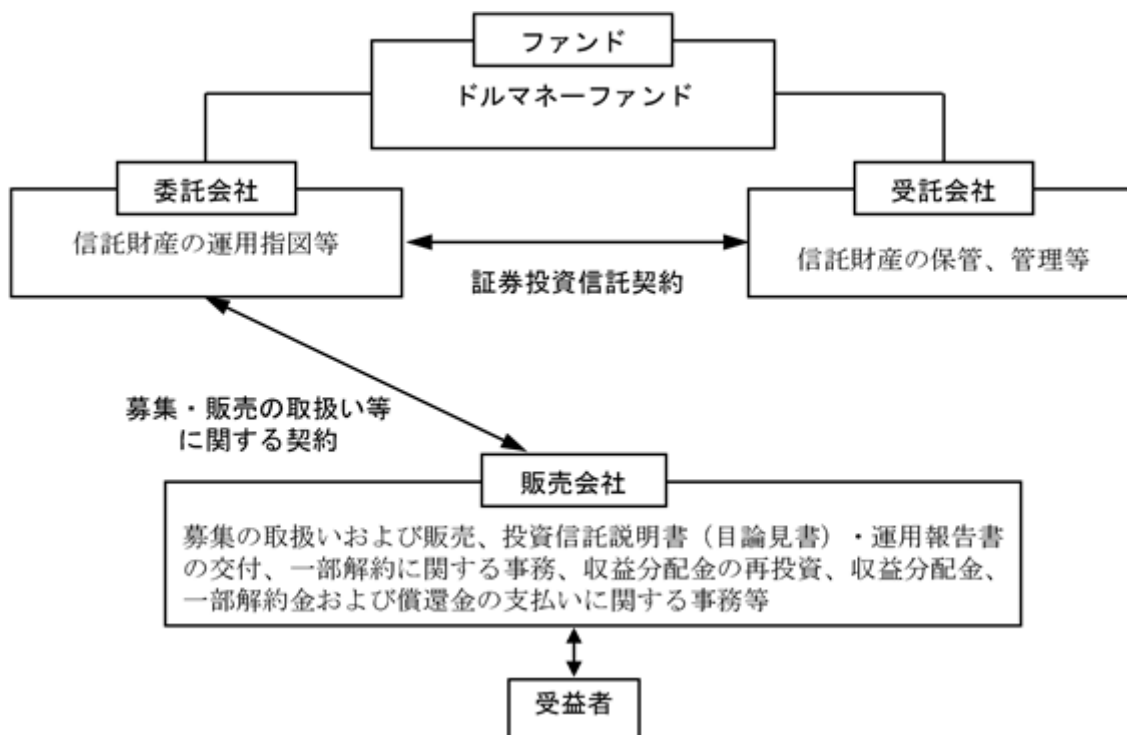 ファンド
ドルマネーファンド
委託会社
信託財産の運用指図等
受託会社
信託財産の保管、管理等
証券投資信託契約
募集・販売の取扱い等
に関する契約
販売会社
募集の取扱いおよび販売、投資信託説明書（目論見書）・運用報告書
の交付、一部解約に関する事務、収益分配金の再投資、収益分配金、
一部解約金および償還金の支払いに関する事務等
受益者